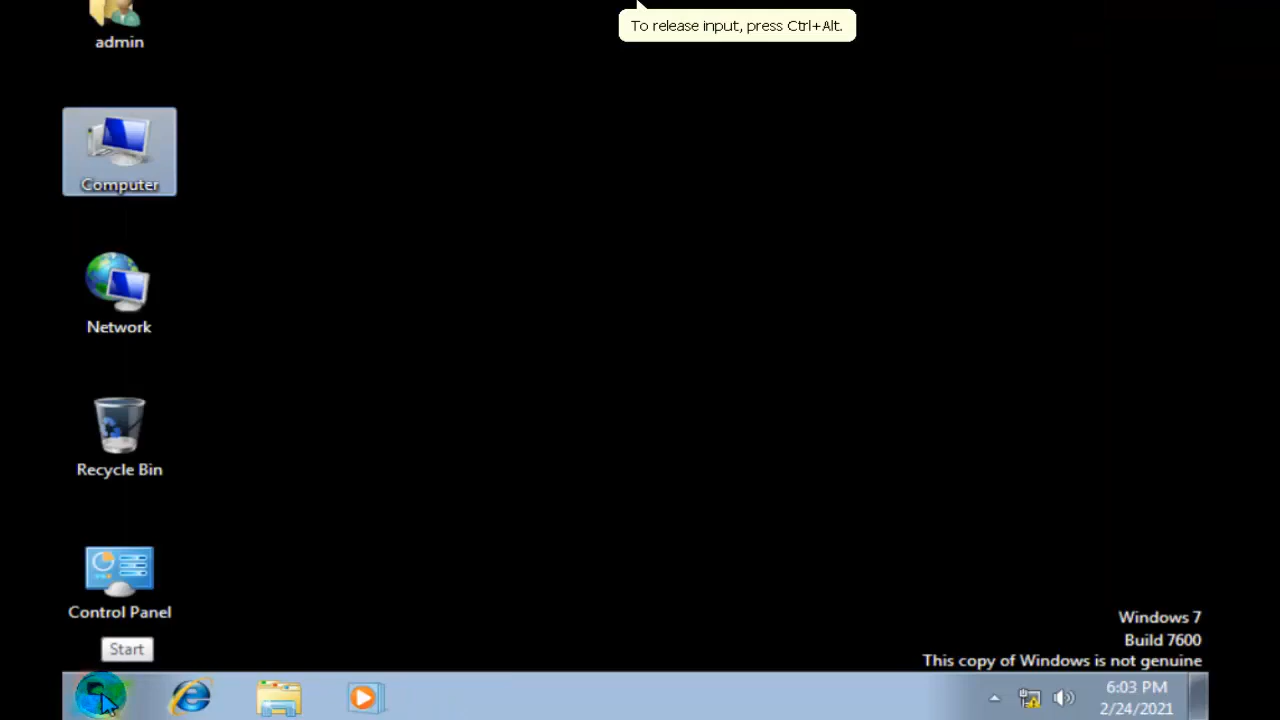 To release input, press Ctrl+Alt.
admin
Computer
Network
Recycle Bin
Control Panel
Start
Windows 7
Build 7600
This copy of Windows is not genuine
6:03 PM
2/24/2021